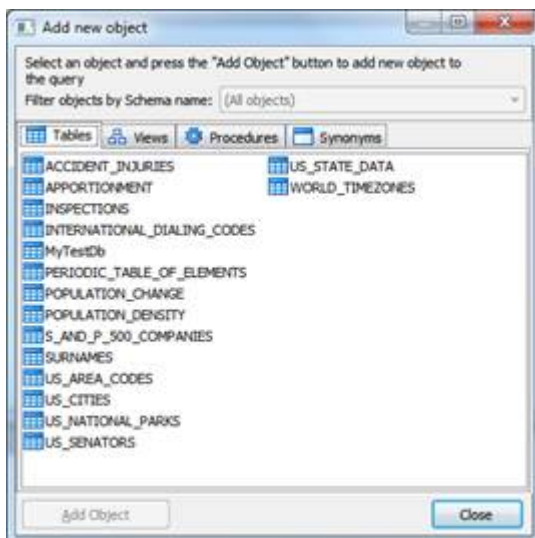 Add new object
Select an object and press the "Add Object" button to add new object to
the query
Filter objects by Schema name: (All objects)
Tables Views Procedures Synonyms
ACCIDENT_INJURIES
APPORTIONMENT
INSPECTIONS
INTERNATIONAL_DIALING_CODES
MyTestDb
PERIODIC_TABLE_OF_ELEMENTS
POPULATION_CHANGE
POPULATION_DENSITY
S_AND_P_500_COMPANIES
SURNAMES
US_AREA_CODES
US_CITIES
US_NATIONAL_PARKS
US_SENATORS
US_STATE_DATA
WORLD_TIMEZONES
Add Object Close